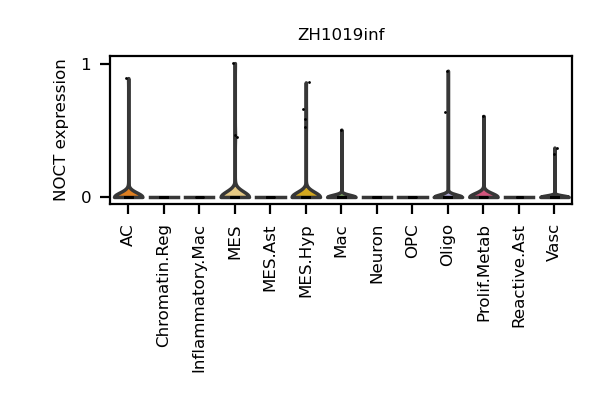 ZH1019inf
NOCT expression
1
0
AC
Chromatin.Reg
Inflammatory.Mac
MES
MES.Ast
MES.Hyp
Mac
Neuron
OPC
Oligo
Prolif.Metab
Reactive.Ast
Vasc